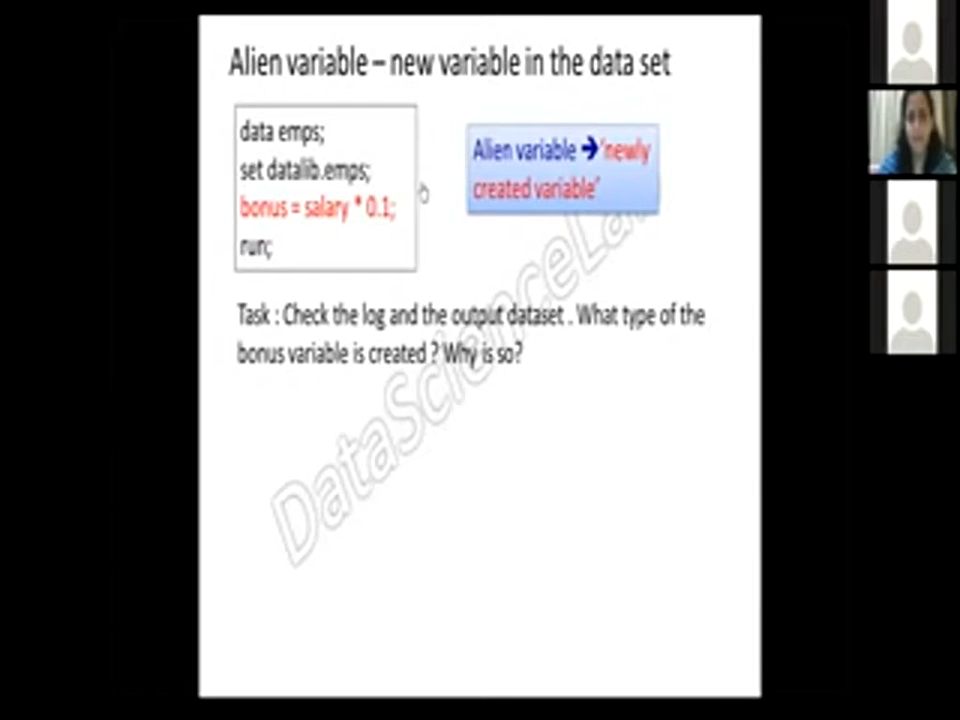 Alien variable – new variable in the data set
data emps;
set datalib.emps;
bonus = salary * 0.1;
run;
Alien variable 🡺 'newly
created variable'
Task : Check the log and the output dataset . What type of the
bonus variable is created ? Why is so?
DataScienceLa